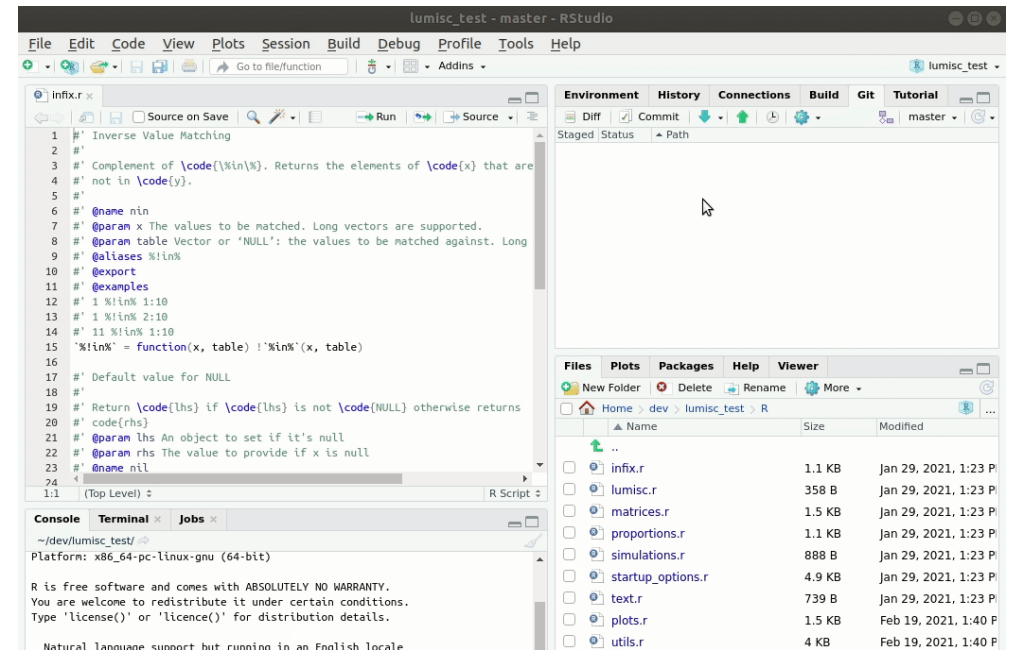 lumisc_test - master - RStudio
File Edit Code View Plots Session Build Debug Profile Tools Help
Go to file/function Addins lumisc_test
infix.r
Source on Save Run Source
1 #' Inverse Value Matching
2 #'
3 #' Complement of \code{\%in\%}. Returns the elements of \code{x} that are
4 #' not in \code{y}.
5 #'
6 #' @name nin
7 #' @param x The values to be matched. Long vectors are supported.
8 #' @param table Vector or ‘NULL’: the values to be matched against. Long
9 #' @aliases %!in%
10 #' @export
11 #' @examples
12 #' 1 %!in% 1:10
13 #' 1 %!in% 2:10
14 #' 11 %!in% 1:10
15 `%!in%` = function(x, table) !`%in%`(x, table)
16
17 #' Default value for NULL
18 #'
19 #' Return \code{lhs} if \code{lhs} is not \code{NULL} otherwise returns
20 #' code{rhs}
21 #' @param lhs An object to set if it's null
22 #' @param rhs The value to provide if x is null
23 #' @name nil
24
1:1 (Top Level) R Script
Console Terminal Jobs
~/dev/lumisc_test/
Platform: x86_64-pc-linux-gnu (64-bit)
R is free software and comes with ABSOLUTELY NO WARRANTY.
You are welcome to redistribute it under certain conditions.
Type 'license()' or 'licence()' for distribution details.
Natural language support but running in an English locale
Environment History Connections Build Git Tutorial
Diff Commit master
Staged Status Path
Files Plots Packages Help Viewer
New Folder Delete Rename More
Home > dev > lumisc_test > R ...
Name Size Modified
..
infix.r 1.1 KB Jan 29, 2021, 1:23 P
lumisc.r 358 B Jan 29, 2021, 1:23 P
matrices.r 1.5 KB Jan 29, 2021, 1:23 P
proportions.r 1.1 KB Jan 29, 2021, 1:23 P
simulations.r 888 B Jan 29, 2021, 1:23 P
startup_options.r 4.9 KB Jan 29, 2021, 1:23 P
text.r 739 B Jan 29, 2021, 1:23 P
plots.r 1.5 KB Feb 19, 2021, 1:40 P
utils.r 4 KB Feb 19, 2021, 1:40 P